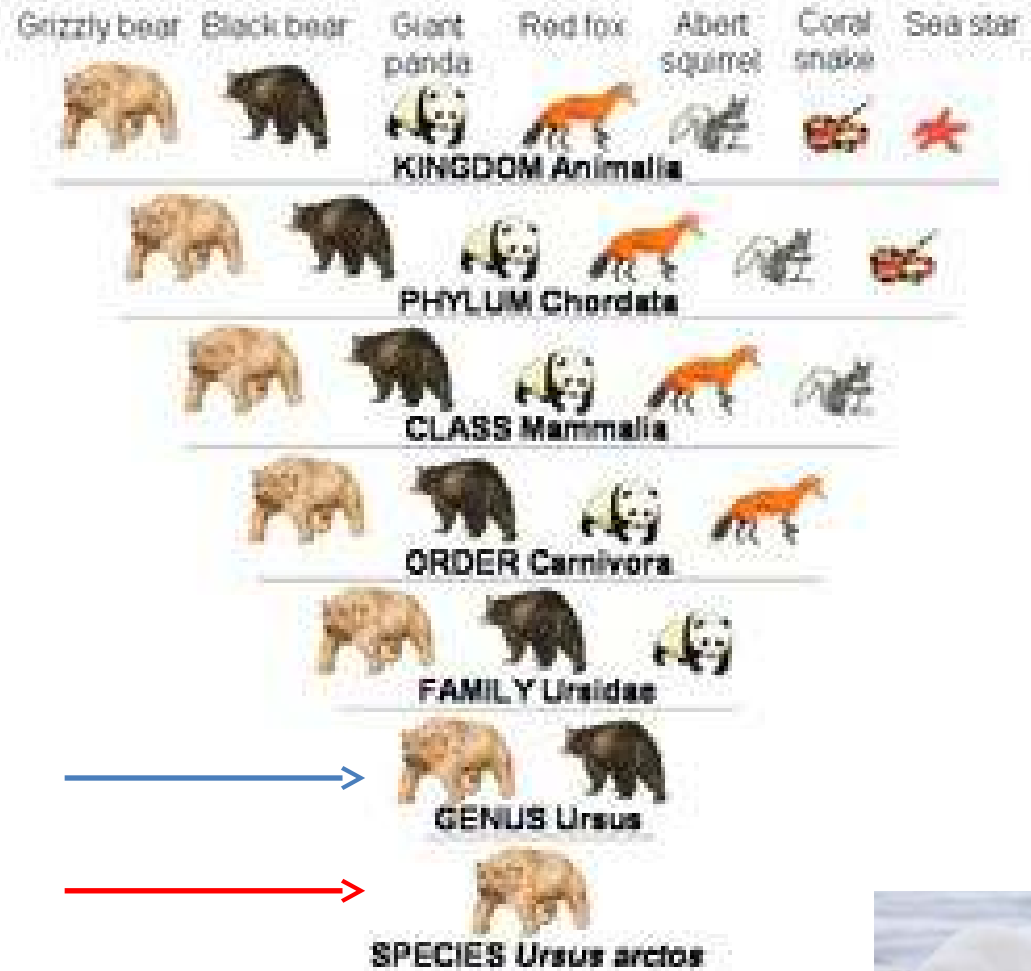 Grizzly bear Black bear Giant panda Red fox Abert squirrel Coral snake Sea star
KINGDOM Animalia
PHYLUM Chordata
CLASS Mammalia
ORDER Carnivora
FAMILY Ursidae
GENUS Ursus
SPECIES Ursus arctos